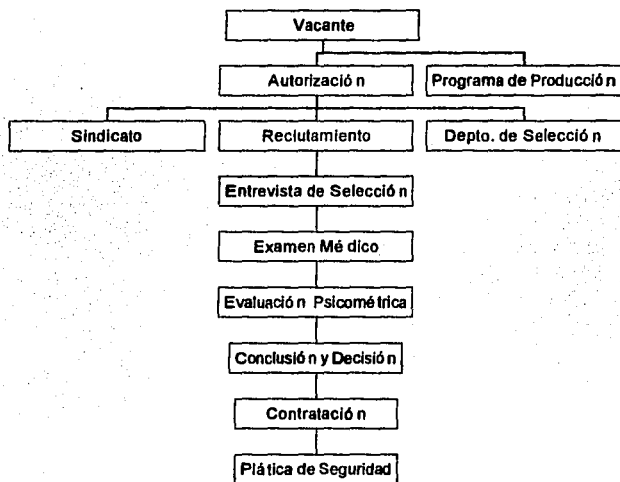 Vacante
Autorización
Programa de Producción
Sindicato
Reclutamiento
Depto. de Selección
Entrevista de Selección
Examen Médico
Evaluación Psicométrica
Conclusión y Decisión
Contratación
Plática de Seguridad